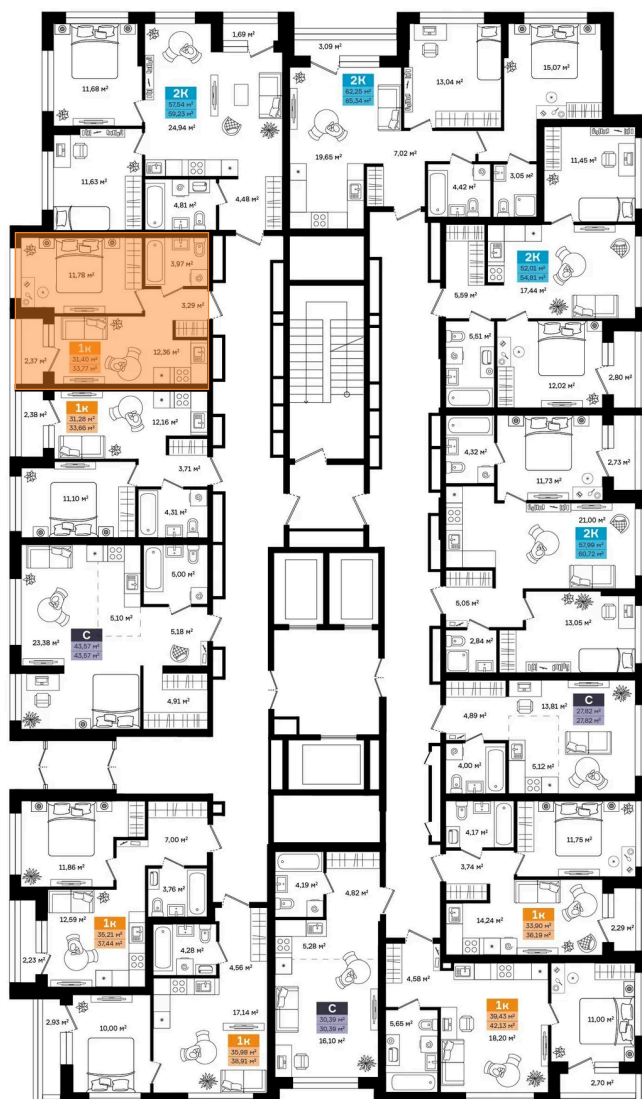 1,69 м²
3,09 м²
11,68 м²
2К
57,54 м²
59,23 м²
24,94 м²
2К
62,25 м²
65,34 м²
13,04 м²
15,07 м²
11,63 м²
4,81 м²
4,48 м²
19,65 м²
7,02 м²
4,42 м²
3,05 м²
11,45 м²
11,78 м²
3,97 м²
3,29 м²
1к
31,40 м²
33,77 м²
2,37 м²
12,36 м²
5,59 м²
2К
52,01 м²
54,81 м²
17,44 м²
5,51 м²
12,02 м²
2,80 м²
2,38 м²
1к
31,28 м²
33,66 м²
12,16 м²
3,71 м²
11,10 м²
4,31 м²
4,32 м²
11,73 м²
2,73 м²
21,00 м²
2К
57,99 м²
60,72 м²
5,00 м²
5,10 м²
5,18 м²
23,38 м²
С
43,57 м²
43,57 м²
4,91 м²
5,05 м²
2,84 м²
13,05 м²
4,89 м²
13,81 м²
С
27,82 м²
27,82 м²
4,00 м²
5,12 м²
11,86 м²
7,00 м²
3,76 м²
4,19 м²
4,82 м²
4,17 м²
11,75 м²
3,74 м²
12,59 м²
1к
35,21 м²
37,44 м²
2,23 м²
4,28 м²
4,56 м²
5,28 м²
14,24 м²
1к
33,90 м²
36,19 м²
2,29 м²
4,58 м²
2,93 м²
10,00 м²
17,14 м²
1к
35,98 м²
38,91 м²
С
30,39 м²
30,39 м²
16,10 м²
5,65 м²
1к
39,43 м²
42,13 м²
18,20 м²
11,00 м²
2,70 м²